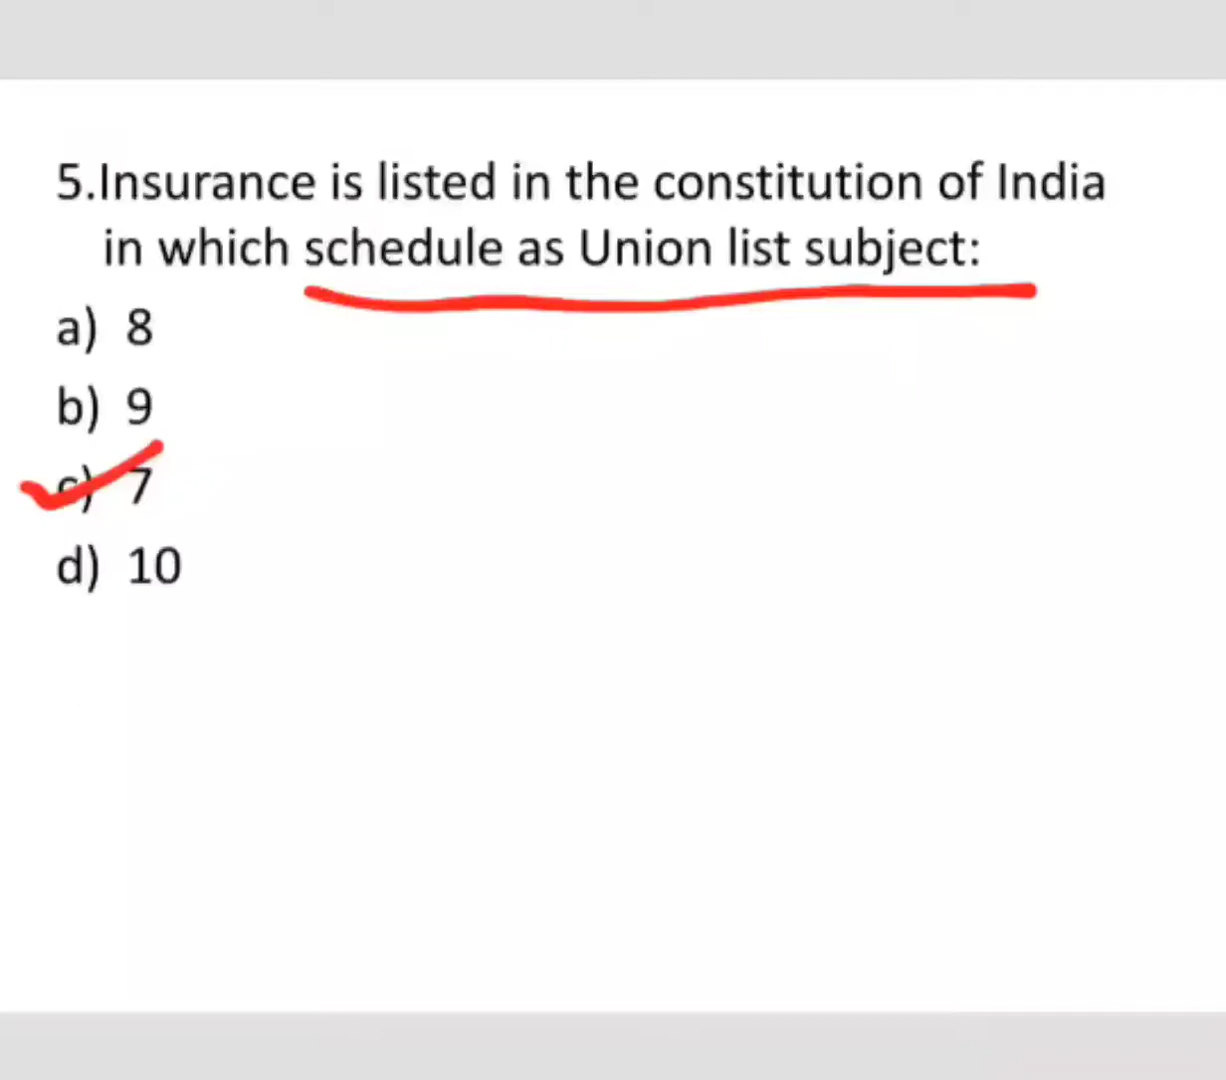 5.Insurance is listed in the constitution of India
in which schedule as Union list subject:
a) 8
b) 9
c) 7
d) 10